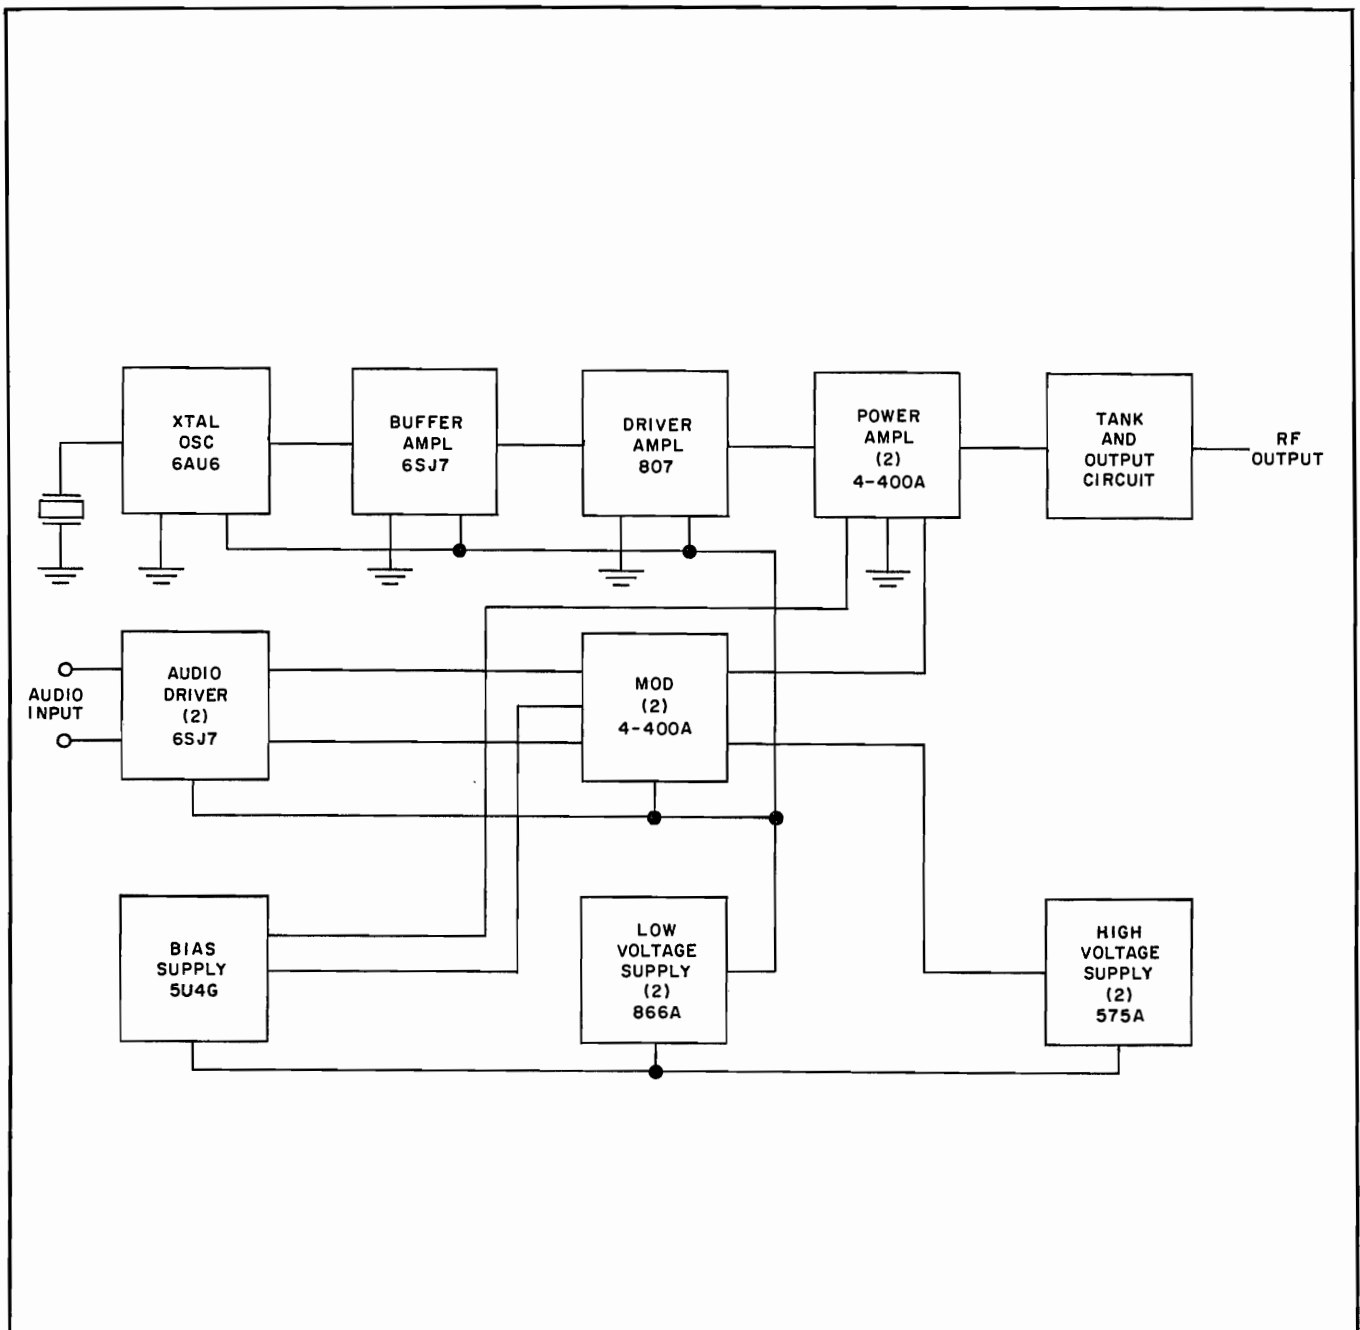 XTAL
OSC
6AU6
BUFFER
AMPL
6SJ7
DRIVER
AMPL
807
POWER
AMPL
(2)
4-400A
TANK
AND
OUTPUT
CIRCUIT
RF
OUTPUT
AUDIO
INPUT
AUDIO
DRIVER
(2)
6SJ7
MOD
(2)
4-400A
BIAS
SUPPLY
5U4G
LOW
VOLTAGE
SUPPLY
(2)
866A
HIGH
VOLTAGE
SUPPLY
(2)
575A